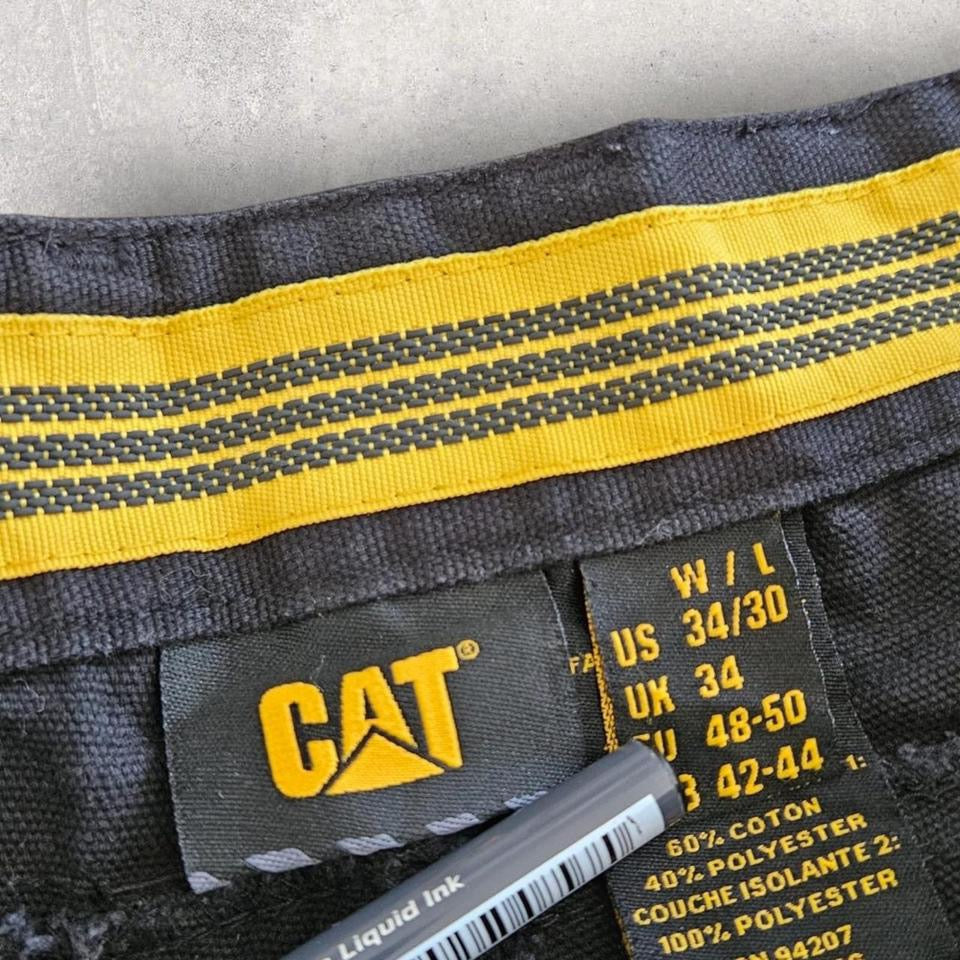 CAT®
W / L
US 34/30
UK 34
48-50
42-44
60% COTON
40% POLYESTER
COUCHE ISOLANTE 2:
100% POLYESTER
94207
Liquid Ink